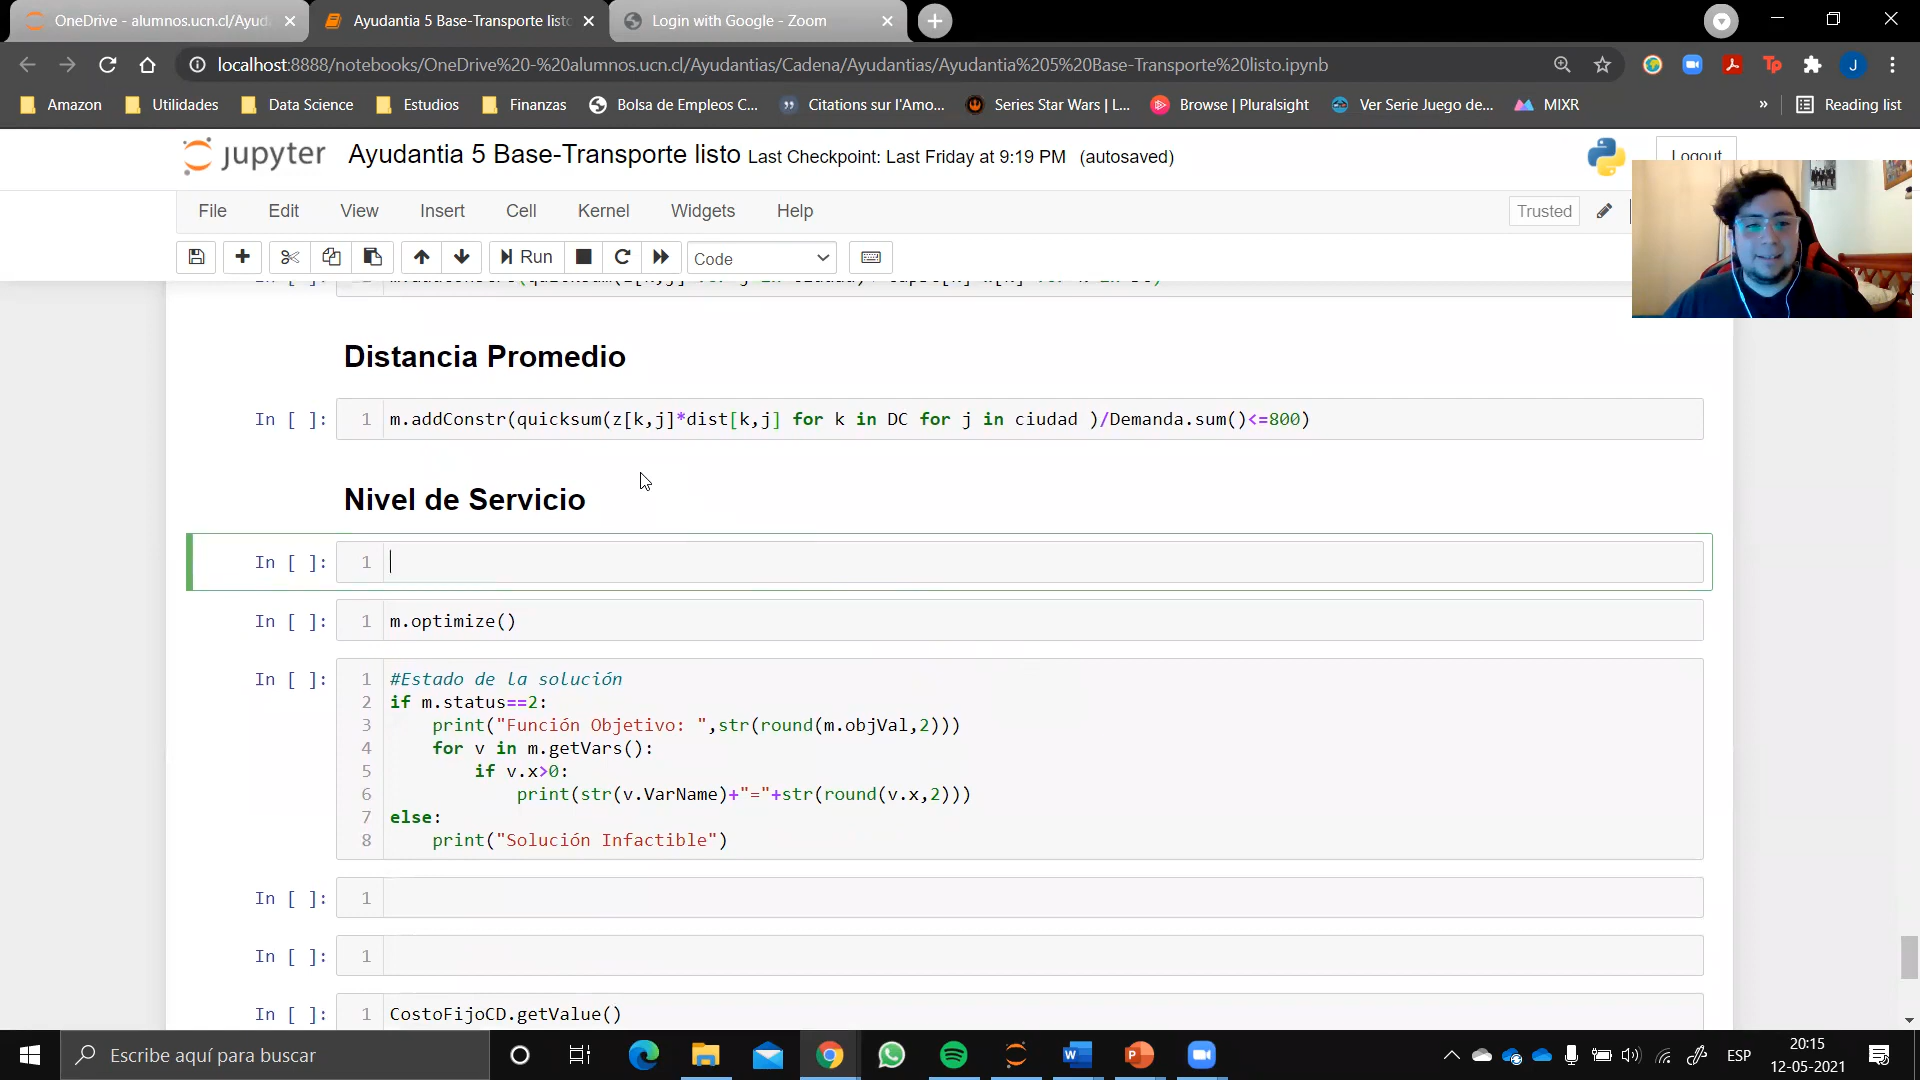 OneDrive - alumnos.ucn.cl/Ayud
Ayudantia 5 Base-Transporte listo
Login with Google - Zoom
localhost:8888/notebooks/OneDrive%20-%20alumnos.ucn.cl/Ayudantias/Cadena/Ayudantias/Ayudantia%205%20Base-Transporte%20listo.ipynb
Amazon
Utilidades
Data Science
Estudios
Finanzas
Bolsa de Empleos C...
Citations sur l'Amo...
Series Star Wars | L...
Browse | Pluralsight
Ver Serie Juego de...
MIXR
»
Reading list
jupyter
Ayudantia 5 Base-Transporte listo Last Checkpoint: Last Friday at 9:19 PM (autosaved)
Logout
File Edit View Insert Cell Kernel Widgets Help
Trusted
Run
Code
Distancia Promedio
In [ ]: 1 m.addConstr(quicksum(z[k,j]*dist[k,j] for k in DC for j in ciudad )/Demanda.sum()<=800)
Nivel de Servicio
In [ ]: 1
In [ ]: 1 m.optimize()
In [ ]: 1 #Estado de la solución
2 if m.status==2:
3 print("Función Objetivo: ",str(round(m.objVal,2)))
4 for v in m.getVars():
5 if v.x>0:
6 print(str(v.VarName)+"="+str(round(v.x,2)))
7 else:
8 print("Solución Infactible")
In [ ]: 1
In [ ]: 1
In [ ]: 1 CostoFijoCD.getValue()
Escribe aquí para buscar
ESP
20:15
12-05-2021